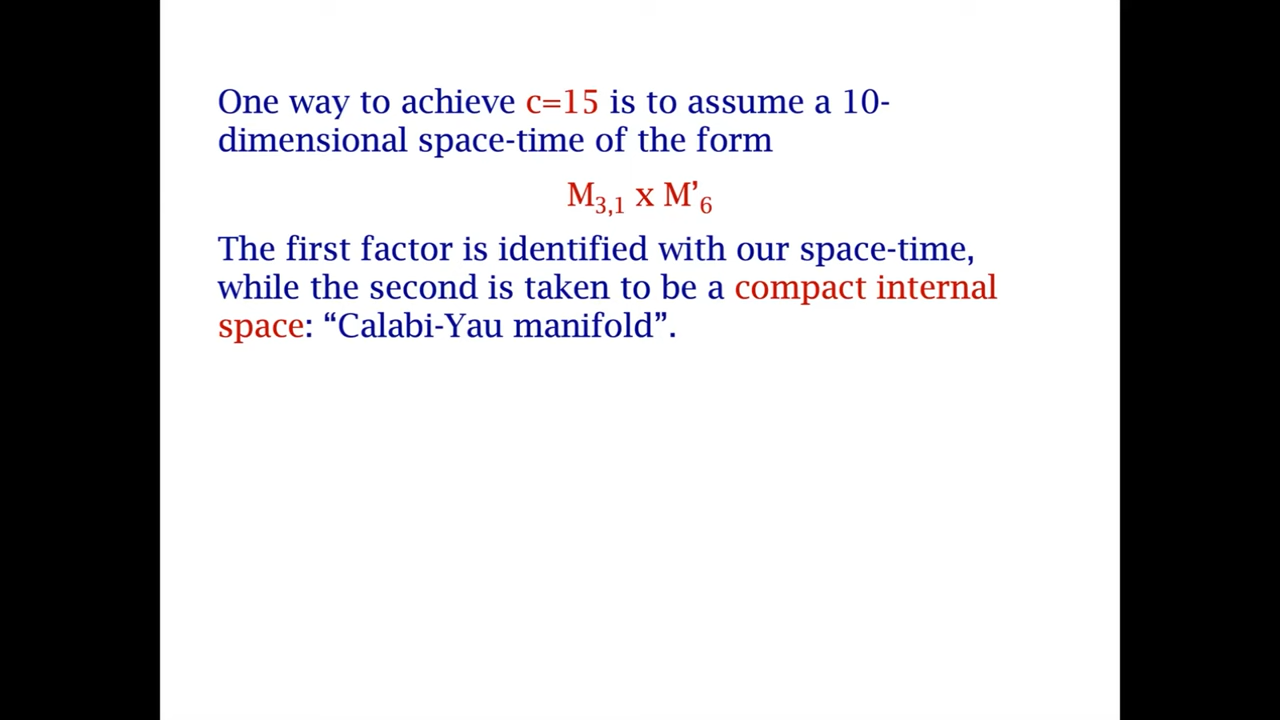 One way to achieve c=15 is to assume a 10-
dimensional space-time of the form
M₃,₁ x M’₆
The first factor is identified with our space-time,
while the second is taken to be a compact internal
space: “Calabi-Yau manifold”.